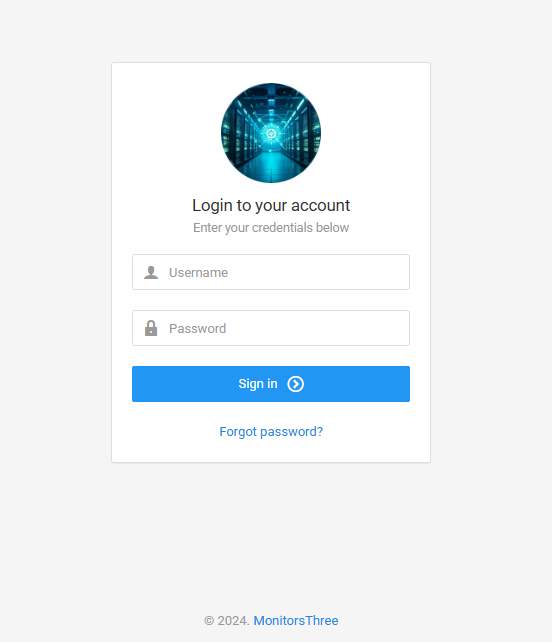 Login to your account
Enter your credentials below
Username
Password
Sign in
Forgot password?
© 2024. MonitorsThree